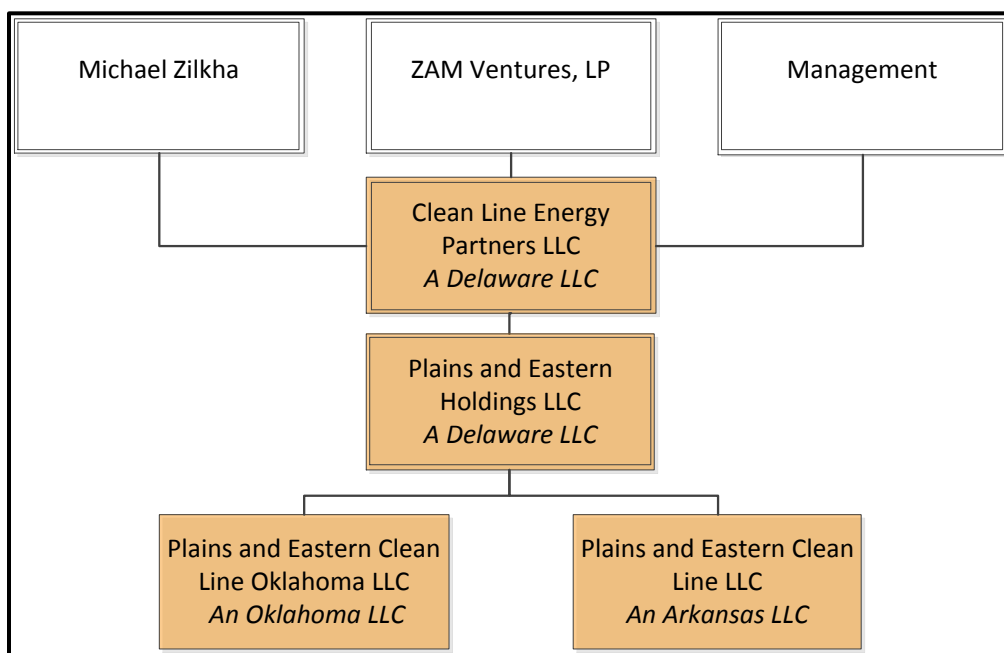 Michael Zilkha
ZAM Ventures, LP
Management
Clean Line Energy
Partners LLC
A Delaware LLC
Plains and Eastern
Holdings LLC
A Delaware LLC
Plains and Eastern Clean
Line Oklahoma LLC
An Oklahoma LLC
Plains and Eastern Clean
Line LLC
An Arkansas LLC